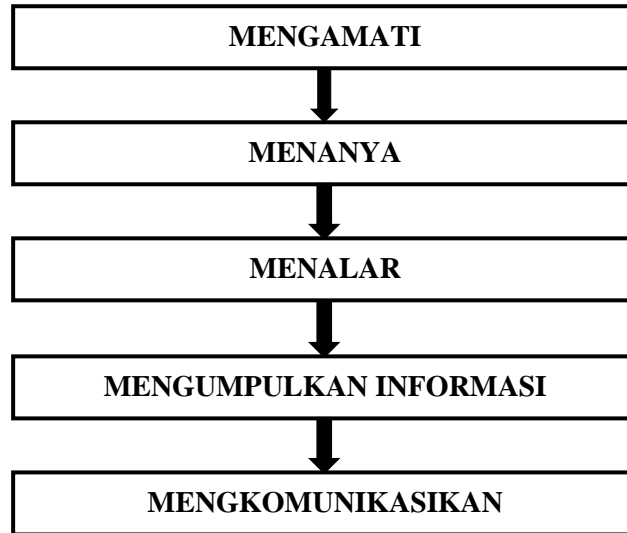 MENGAMATI
MENANYA
MENALAR
MENGUMPULKAN INFORMASI
MENGKOMUNIKASIKAN